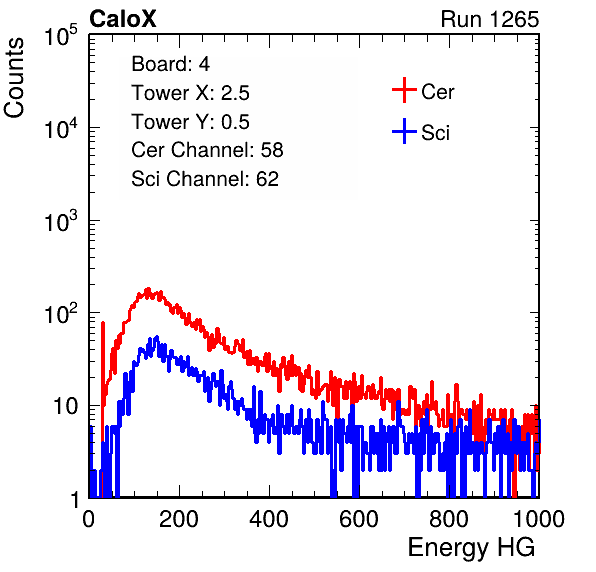 CaloX Run 1265
Counts
Board: 4
Tower X: 2.5
Tower Y: 0.5
Cer Channel: 58
Sci Channel: 62
Cer
Sci
10^5
10^4
10^3
10^2
10
1
0 200 400 600 800 1000
Energy HG